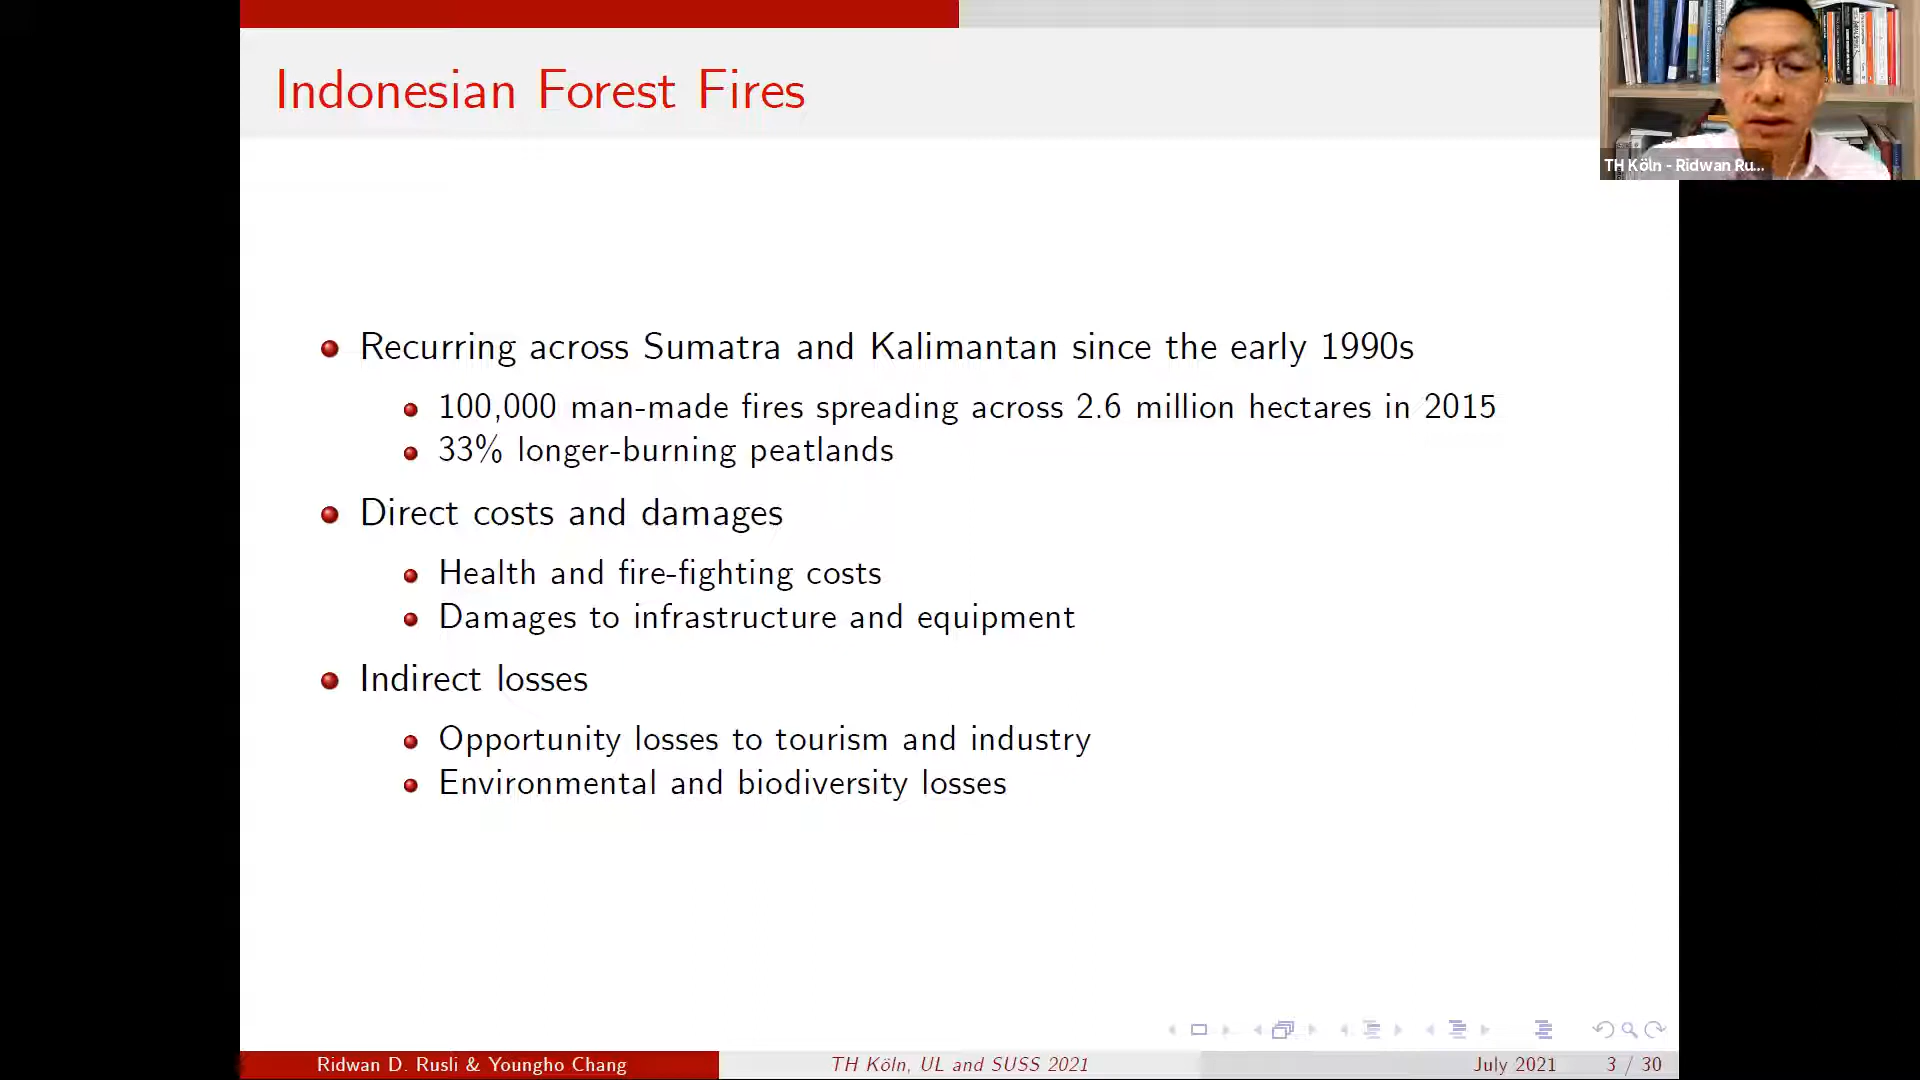 Indonesian Forest Fires
TH Köln - Ridwan Ru...
Recurring across Sumatra and Kalimantan since the early 1990s
100,000 man-made fires spreading across 2.6 million hectares in 2015
33% longer-burning peatlands
Direct costs and damages
Health and fire-fighting costs
Damages to infrastructure and equipment
Indirect losses
Opportunity losses to tourism and industry
Environmental and biodiversity losses
Ridwan D. Rusli & Youngho Chang
TH Köln, UL and SUSS 2021
July 2021
3 / 30